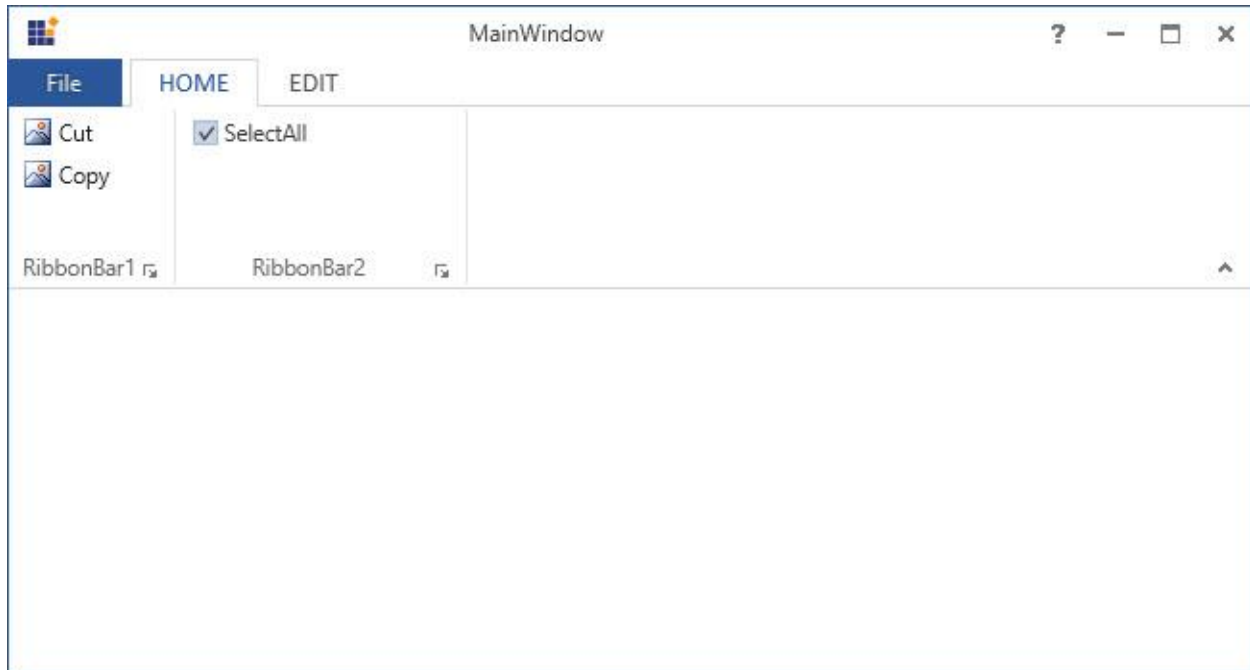 MainWindow ?
File HOME EDIT
Cut SelectAll
Copy
RibbonBar1 RibbonBar2